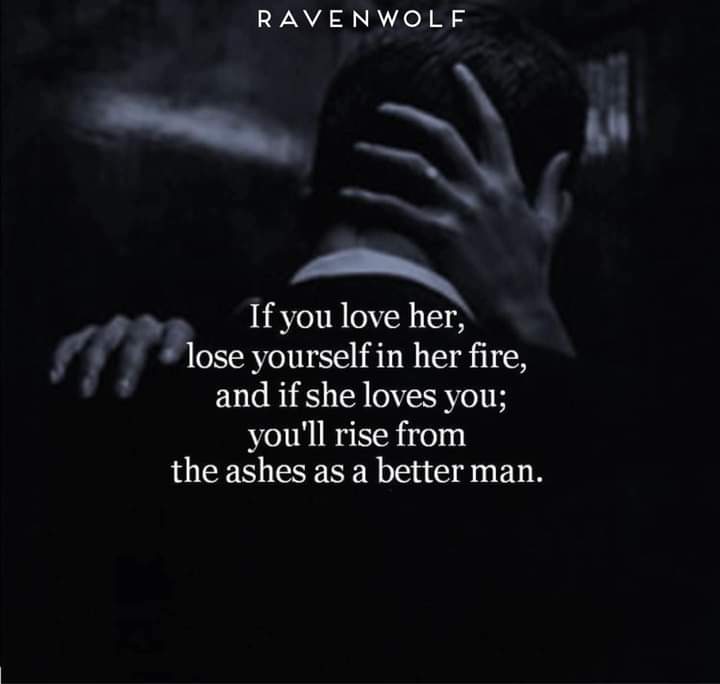 RAVENWOLF
If you love her,
lose yourself in her fire,
and if she loves you;
you'll rise from
the ashes as a better man.